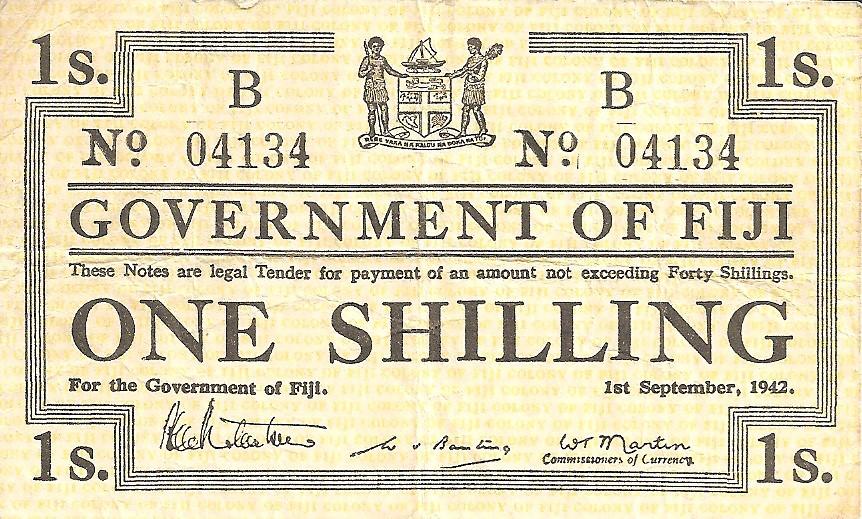 1s.
1s.
B
B
Nº 04134
Nº 04134
GOVERNMENT OF FIJI
These Notes are legal Tender for payment of an amount not exceeding Forty Shillings.
ONE SHILLING
For the Government of Fiji.
1st September, 1942.
W T Martin
Commissioners of Currency.
1s.
1s.